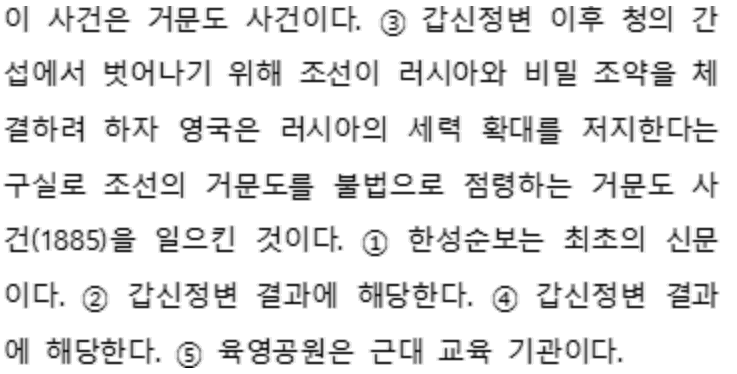 이 사건은 거문도 사건이다. ③ 갑신정변 이후 청의 간
섭에서 벗어나기 위해 조선이 러시아와 비밀 조약을 체
결하려 하자 영국은 러시아의 세력 확대를 저지한다는
구실로 조선의 거문도를 불법으로 점령하는 거문도 사
건(1885)을 일으킨 것이다. ① 한성순보는 최초의 신문
이다. ② 갑신정변 결과에 해당한다. ④ 갑신정변 결과
에 해당한다. ⑤ 육영공원은 근대 교육 기관이다.